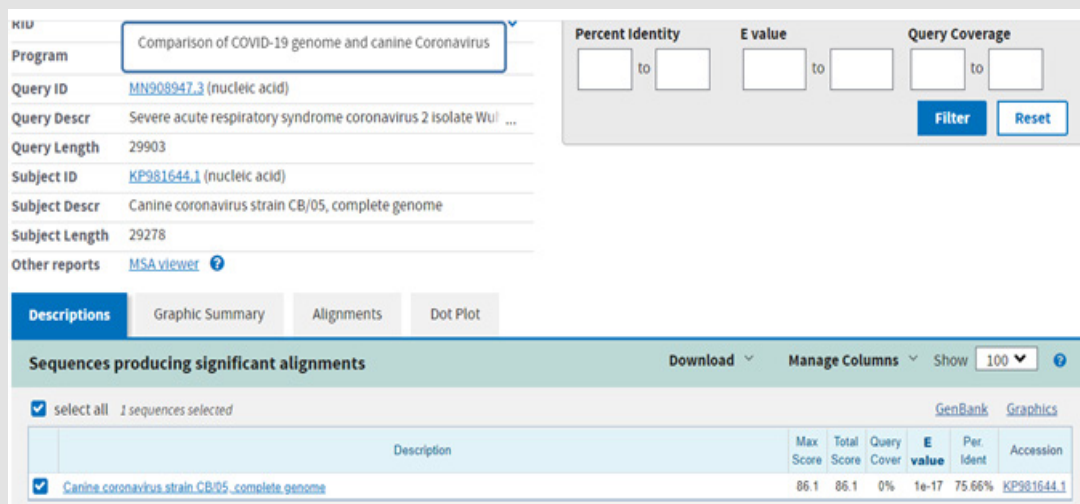 RID
Comparison of COVID-19 genome and canine Coronavirus
Program
Query ID MN908947.3 (nucleic acid)
Query Descr Severe acute respiratory syndrome coronavirus 2 isolate Wul ...
Query Length 29903
Subject ID KP981644.1 (nucleic acid)
Subject Descr Canine coronavirus strain CB/05, complete genome
Subject Length 29278
Other reports MSA viewer ?
Percent Identity E value Query Coverage
to to to
Filter Reset
Descriptions Graphic Summary Alignments Dot Plot
Sequences producing significant alignments Download Manage Columns Show 100 ?
select all 1 sequences selected GenBank Graphics
Description Max Score Total Score Query Cover E value Per. Ident Accession
Canine coronavirus strain CB/05, complete genome 86.1 86.1 0% 1e-17 75.66% KP981644.1